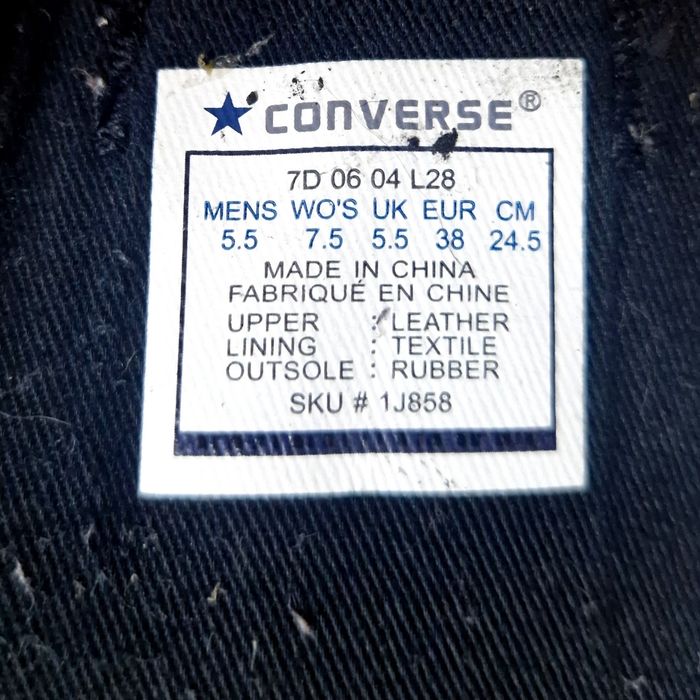 CONVERSE®
7D 06 04 L28
MENS WO'S UK EUR CM
5.5 7.5 5.5 38 24.5
MADE IN CHINA
FABRIQUÉ EN CHINE
UPPER : LEATHER
LINING : TEXTILE
OUTSOLE : RUBBER
SKU # 1J858